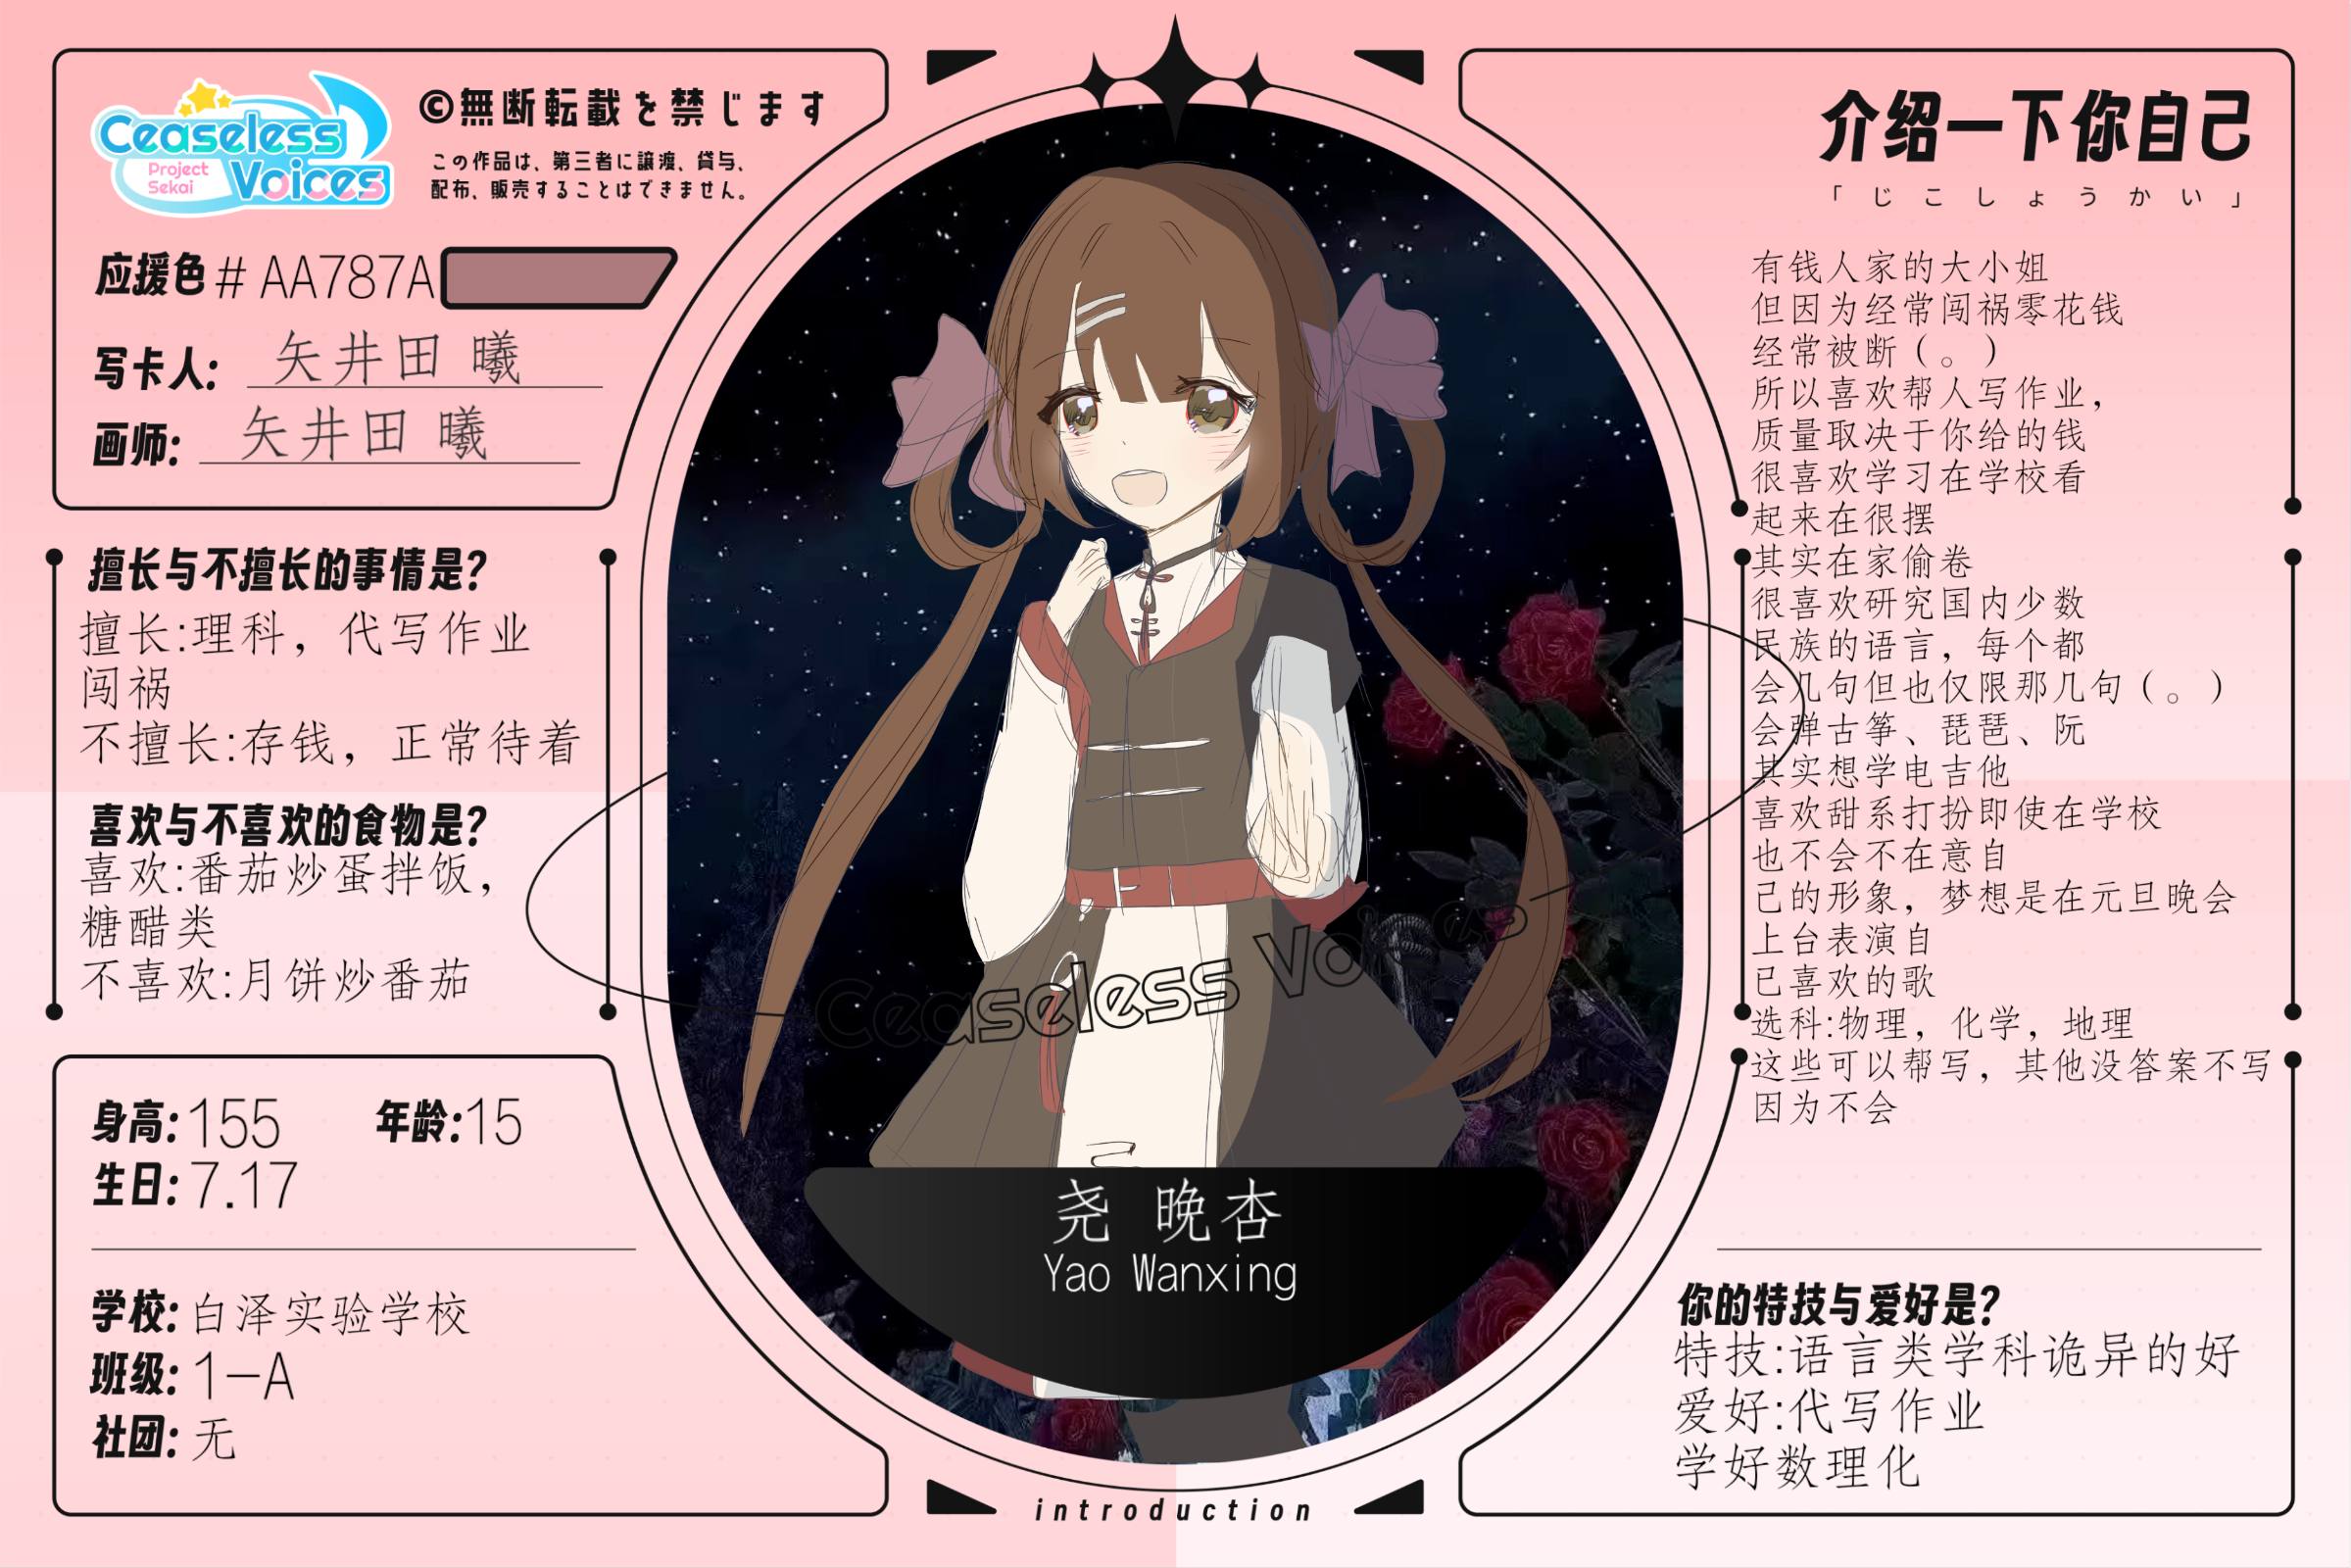 Ceaseless
Project
Sekai
Voices
©無断転載を禁じます
この作品は、第三者に譲渡、貸与、
配布、販売することはできません。
应援色# AA787A
写卡人: 矢井田 曦
画师: 矢井田 曦
擅长与不擅长的事情是?
擅长:理科，代写作业
闯祸
不擅长:存钱，正常待着
喜欢与不喜欢的食物是?
喜欢:番茄炒蛋拌饭，
糖醋类
不喜欢:月饼炒番茄
身高:155 年龄:15
生日:7.17
学校:白泽实验学校
班级:1-A
社团:无
Ceaseless Voices
尧 晚杏
Yao Wanxing
introduction
介绍一下你自己
「じこしょうかい」
有钱人家的大小姐
但因为经常闯祸零花钱
经常被断（。）
所以喜欢帮人写作业，
质量取决于你给的钱
很喜欢学习在学校看
起来在很摆
其实在家偷卷
很喜欢研究国内少数
民族的语言，每个都
会几句但也仅限那几句（。）
会弹古筝、琵琶、阮
其实想学电吉他
喜欢甜系打扮即使在学校
也不会不在意自
己的形象，梦想是在元旦晚会
上台表演自
已喜欢的歌
选科:物理，化学，地理
这些可以帮写，其他没答案不写
因为不会
你的特技与爱好是?
特技:语言类学科诡异的好
爱好:代写作业
学好数理化